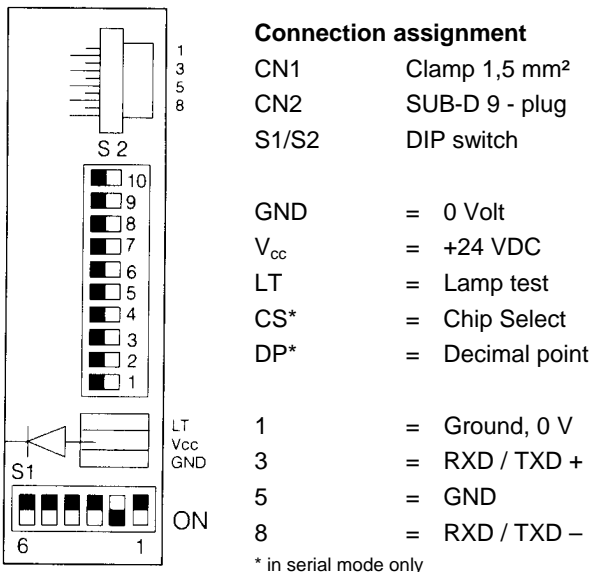 1
3
5
8
S 2
10
9
8
7
6
5
4
3
2
1
LT
Vcc
GND
S1
ON
6 1
Connection assignment
CN1 Clamp 1,5 mm²
CN2 SUB-D 9 - plug
S1/S2 DIP switch
GND = 0 Volt
Vcc = +24 VDC
LT = Lamp test
CS* = Chip Select
DP* = Decimal point
1 = Ground, 0 V
3 = RXD / TXD +
5 = GND
8 = RXD / TXD –
* in serial mode only